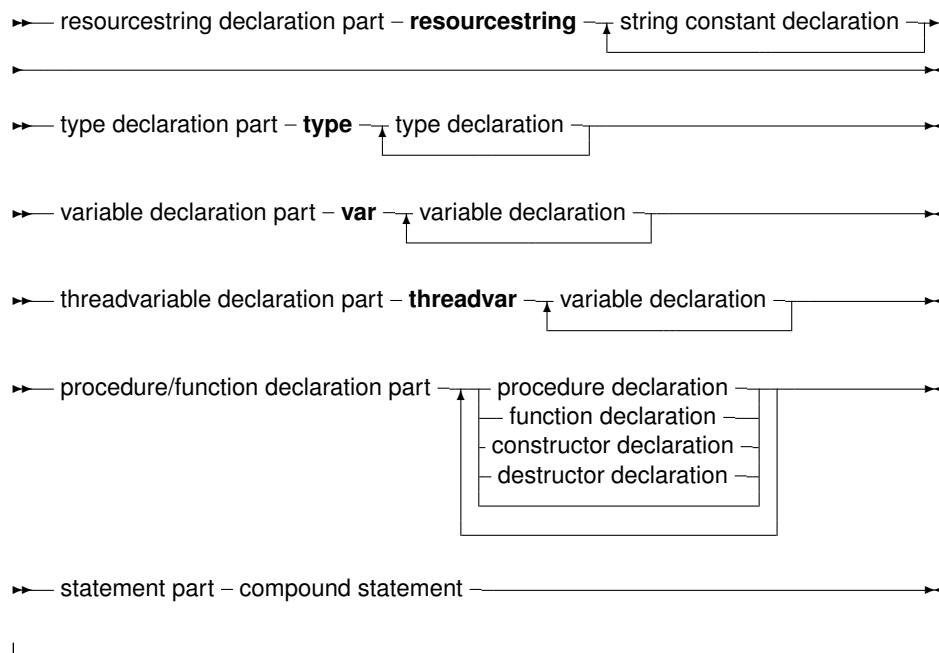 resourcestring declaration part – resourcestring – string constant declaration –
type declaration part – type – type declaration –
variable declaration part – var – variable declaration –
threadvariable declaration part – threadvar – variable declaration –
procedure/function declaration part – procedure declaration –
function declaration –
constructor declaration –
destructor declaration –
statement part – compound statement –